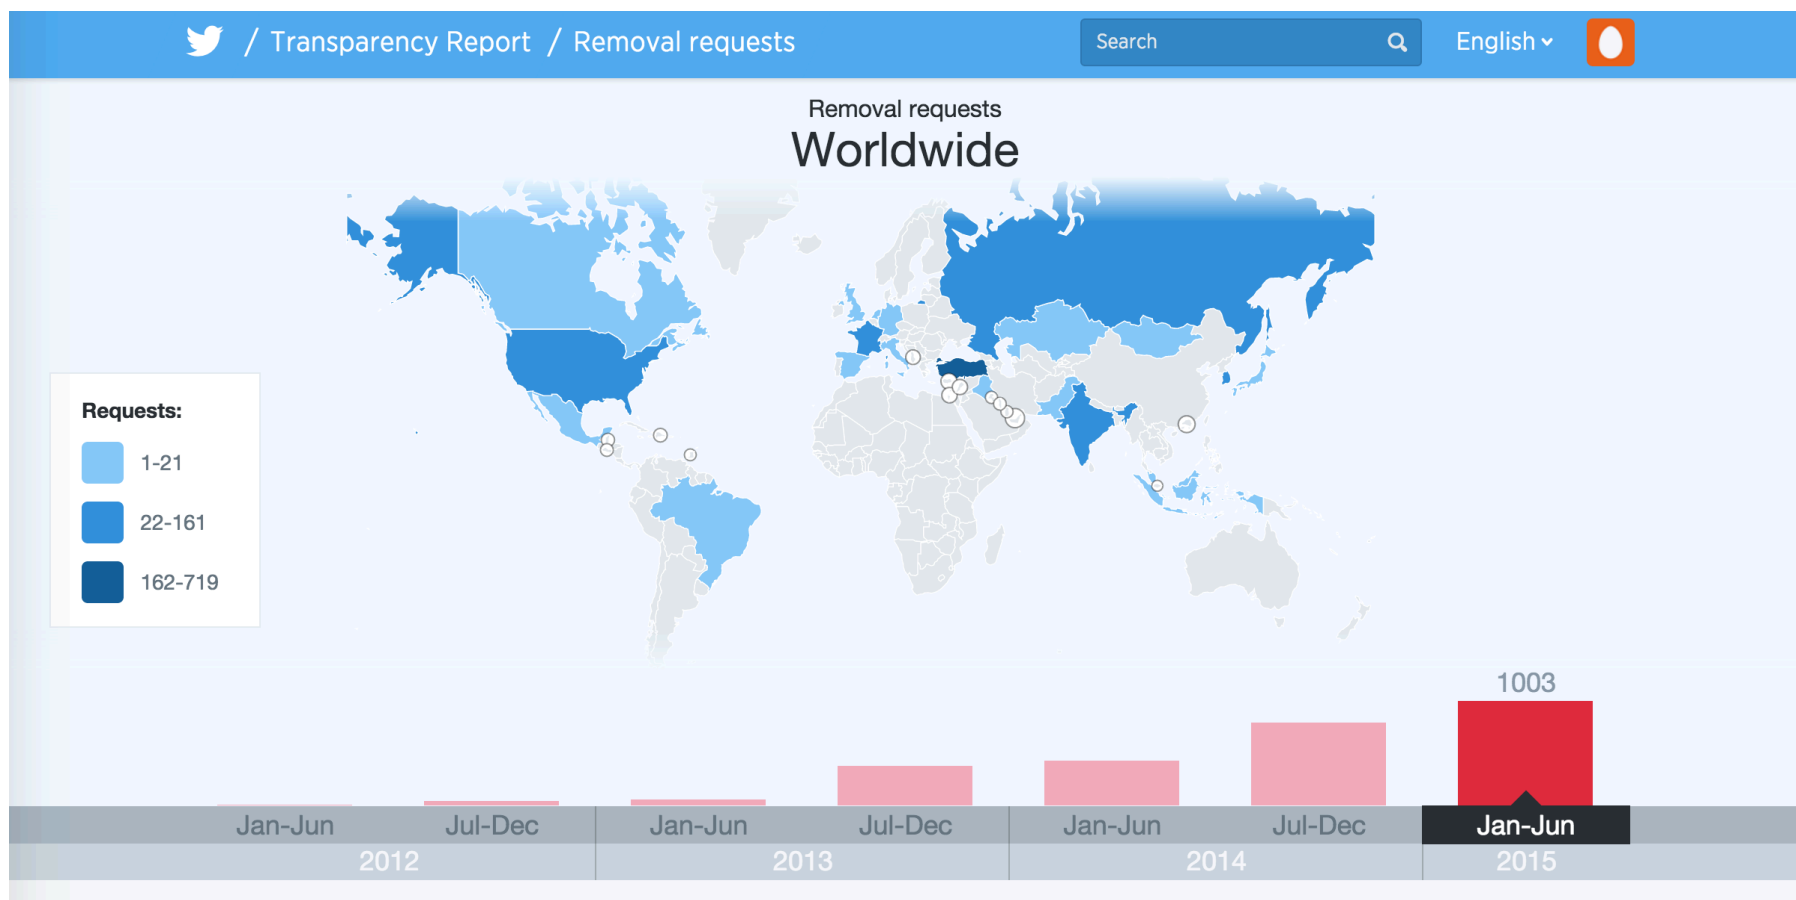 / Transparency Report / Removal requests
Search
English
Removal requests
Worldwide
Requests:
1-21
22-161
162-719
1003
Jan-Jun Jul-Dec Jan-Jun Jul-Dec Jan-Jun Jul-Dec Jan-Jun
2012 2013 2014 2015